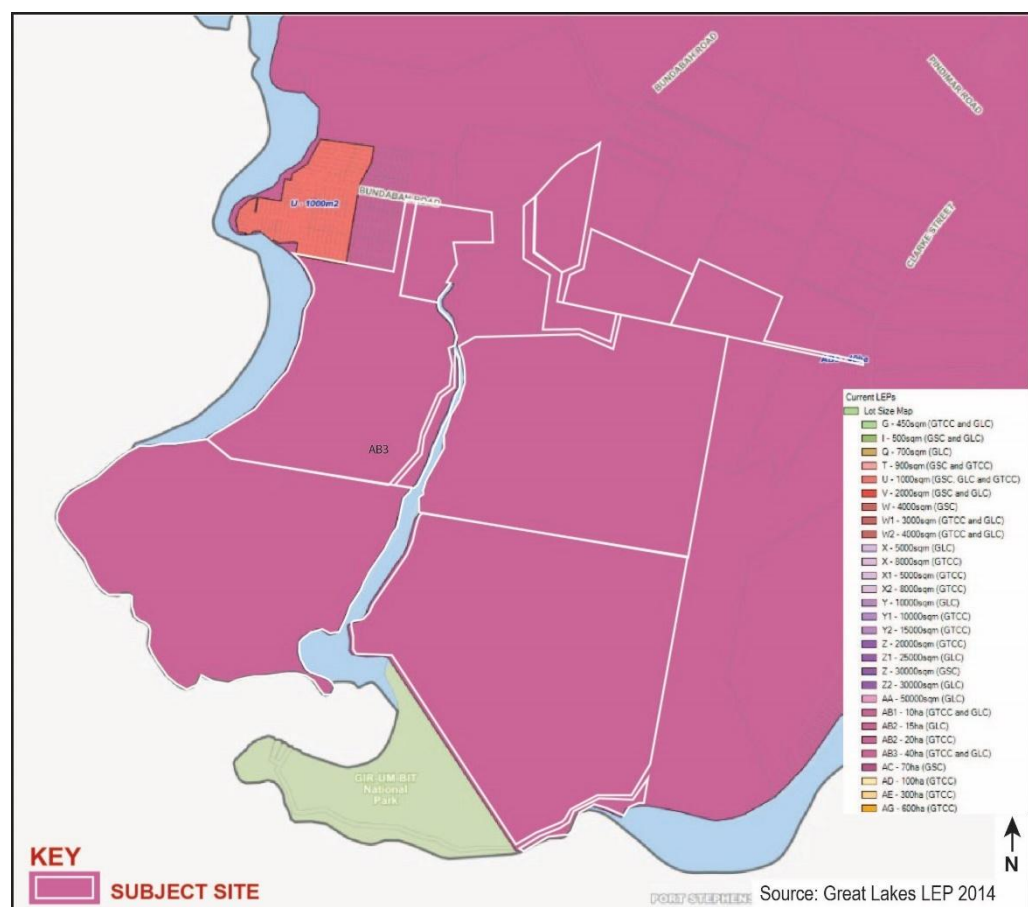 BUNDABAH ROAD
PINDIMAR ROAD
U - 1000m2
BUNDABAH ROAD
CLARKE STREET
AB3
GIR-UM-BIT
National
Park
Current LEPs
Lot Size Map
G - 450sqm (GTCC and GLC)
I - 500sqm (GSC and GLC)
Q - 700sqm (GLC)
T - 900sqm (GSC and GTCC)
U - 1000sqm (GSC. GLC and GTCC)
V - 2000sqm (GSC and GLC)
W - 4000sqm (GSC)
W1 - 3000sqm (GTCC and GLC)
W2 - 4000sqm (GTCC and GLC)
X - 5000sqm (GLC)
X - 8000sqm (GTCC)
X1 - 5000sqm (GTCC)
X2 - 8000sqm (GTCC)
Y - 10000sqm (GLC)
Y1 - 10000sqm (GTCC)
Y2 - 15000sqm (GTCC)
Z - 20000sqm (GTCC)
Z1 - 25000sqm (GLC)
Z - 30000sqm (GSC)
Z2 - 30000sqm (GLC)
AA - 50000sqm (GLC)
AB1 - 10ha (GTCC and GLC)
AB2 - 15ha (GLC)
AB2 - 20ha (GTCC)
AB3 - 40ha (GTCC and GLC)
AC - 70ha (GSC)
AD - 100ha (GTCC)
AE - 300ha (GTCC)
AG - 600ha (GTCC)
N
KEY
SUBJECT SITE
PORT STEPHENS
Source: Great Lakes LEP 2014